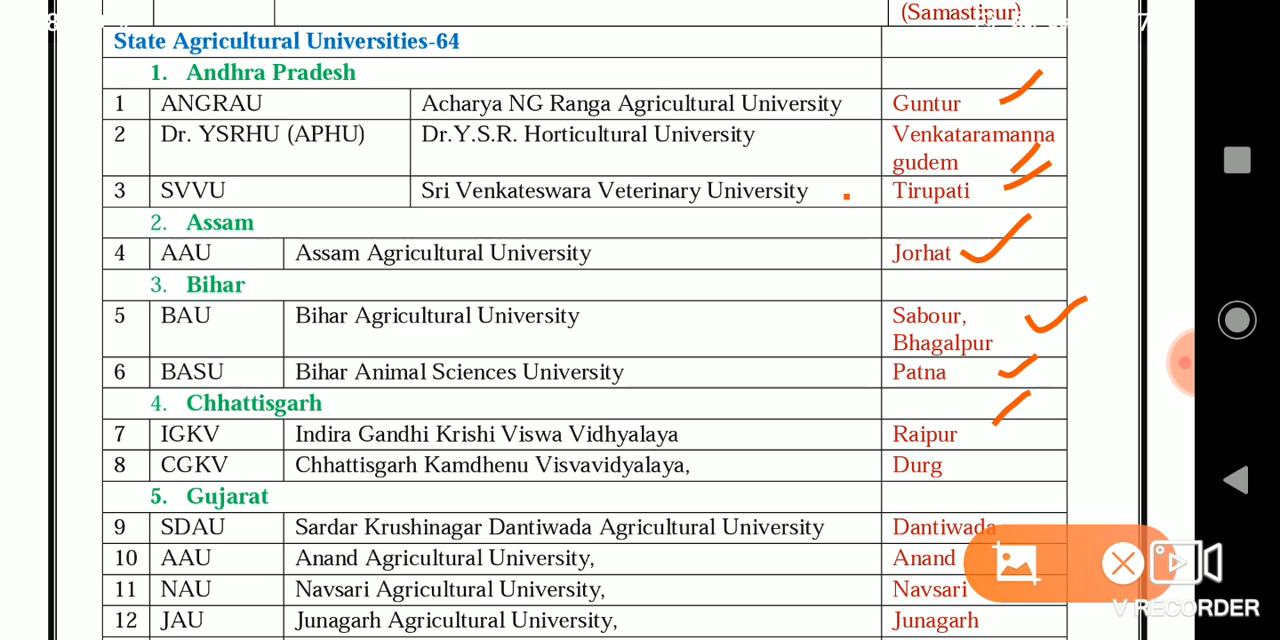 (Samastipur)
State Agricultural Universities-64
1. Andhra Pradesh
1 ANGRAU Acharya NG Ranga Agricultural University Guntur
2 Dr. YSRHU (APHU) Dr.Y.S.R. Horticultural University Venkataramanna
gudem
3 SVVU Sri Venkateswara Veterinary University Tirupati
2. Assam
4 AAU Assam Agricultural University Jorhat
3. Bihar
5 BAU Bihar Agricultural University Sabour,
Bhagalpur
6 BASU Bihar Animal Sciences University Patna
4. Chhattisgarh
7 IGKV Indira Gandhi Krishi Viswa Vidhyalaya Raipur
8 CGKV Chhattisgarh Kamdhenu Visvavidyalaya, Durg
5. Gujarat
9 SDAU Sardar Krushinagar Dantiwada Agricultural University Dantiwada
10 AAU Anand Agricultural University, Anand
11 NAU Navsari Agricultural University, Navsari
12 JAU Junagarh Agricultural University, Junagarh
V RECORDER